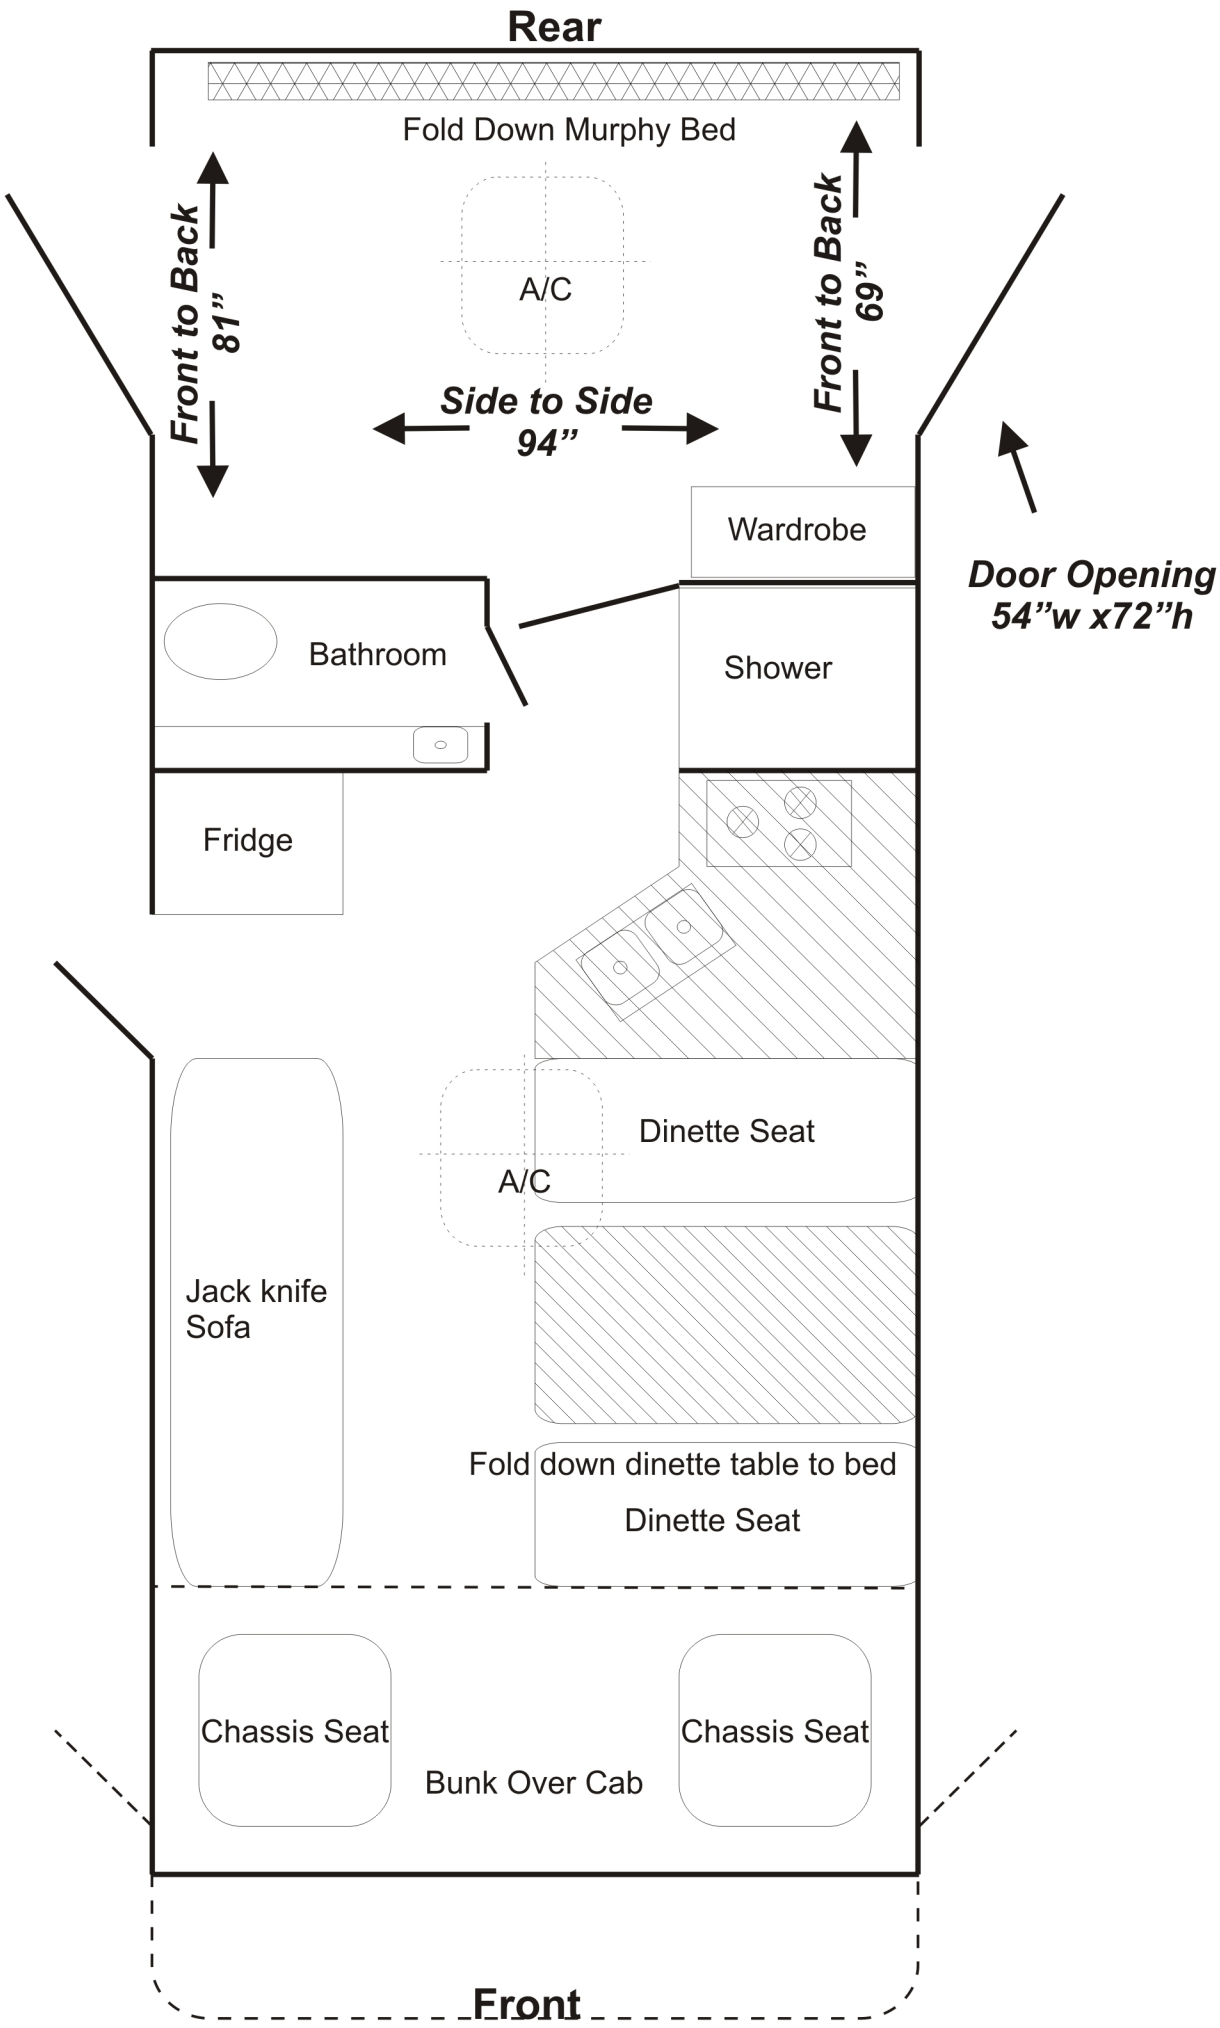 Rear
Fold Down Murphy Bed
Front to Back
81”
Front to Back
69”
A/C
Side to Side
94”
Wardrobe
Door Opening
54”w x72”h
Bathroom
Shower
Fridge
Dinette Seat
A/C
Jack knife
Sofa
Fold down dinette table to bed
Dinette Seat
Chassis Seat
Chassis Seat
Bunk Over Cab
Front